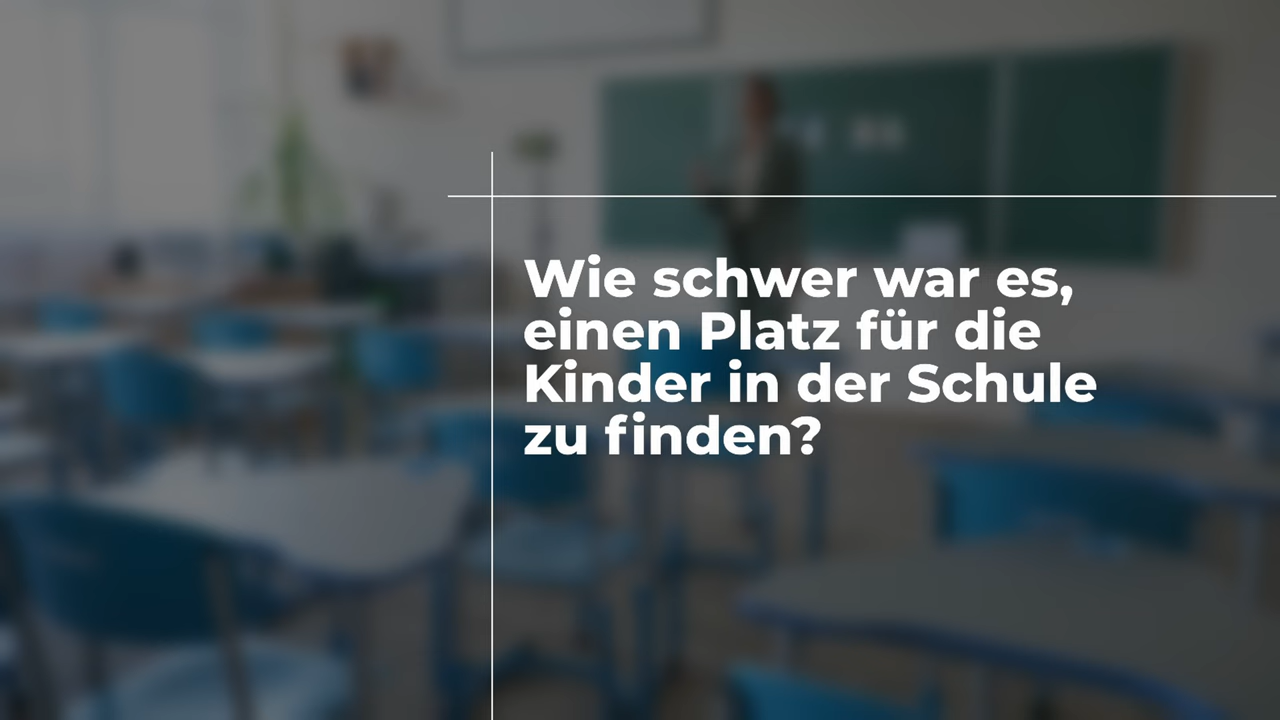 Wie schwer war es,
einen Platz für die
Kinder in der Schule
zu finden?